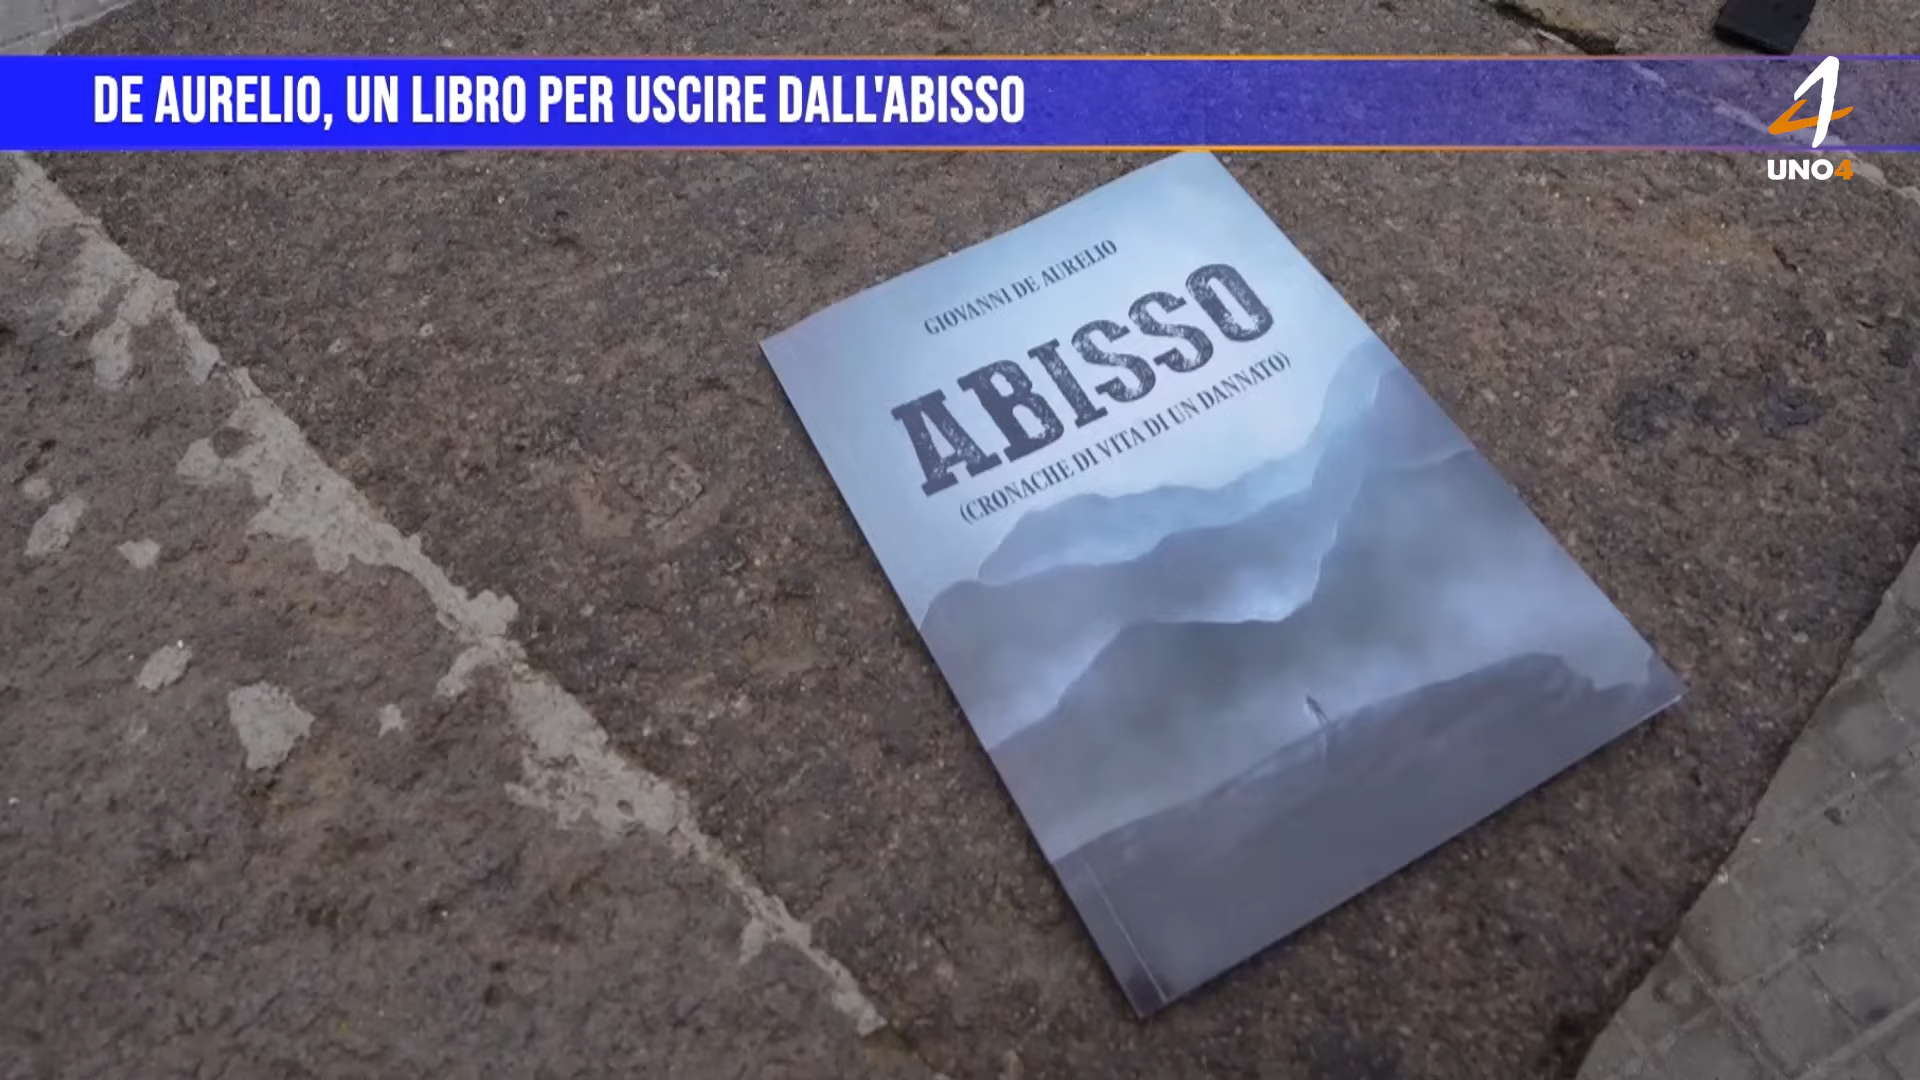 DE AURELIO, UN LIBRO PER USCIRE DALL'ABISSO
UNO4
GIOVANNI DE AURELIO
ABISSO
(CRONACHE DI VITA DI UN DANNATO)